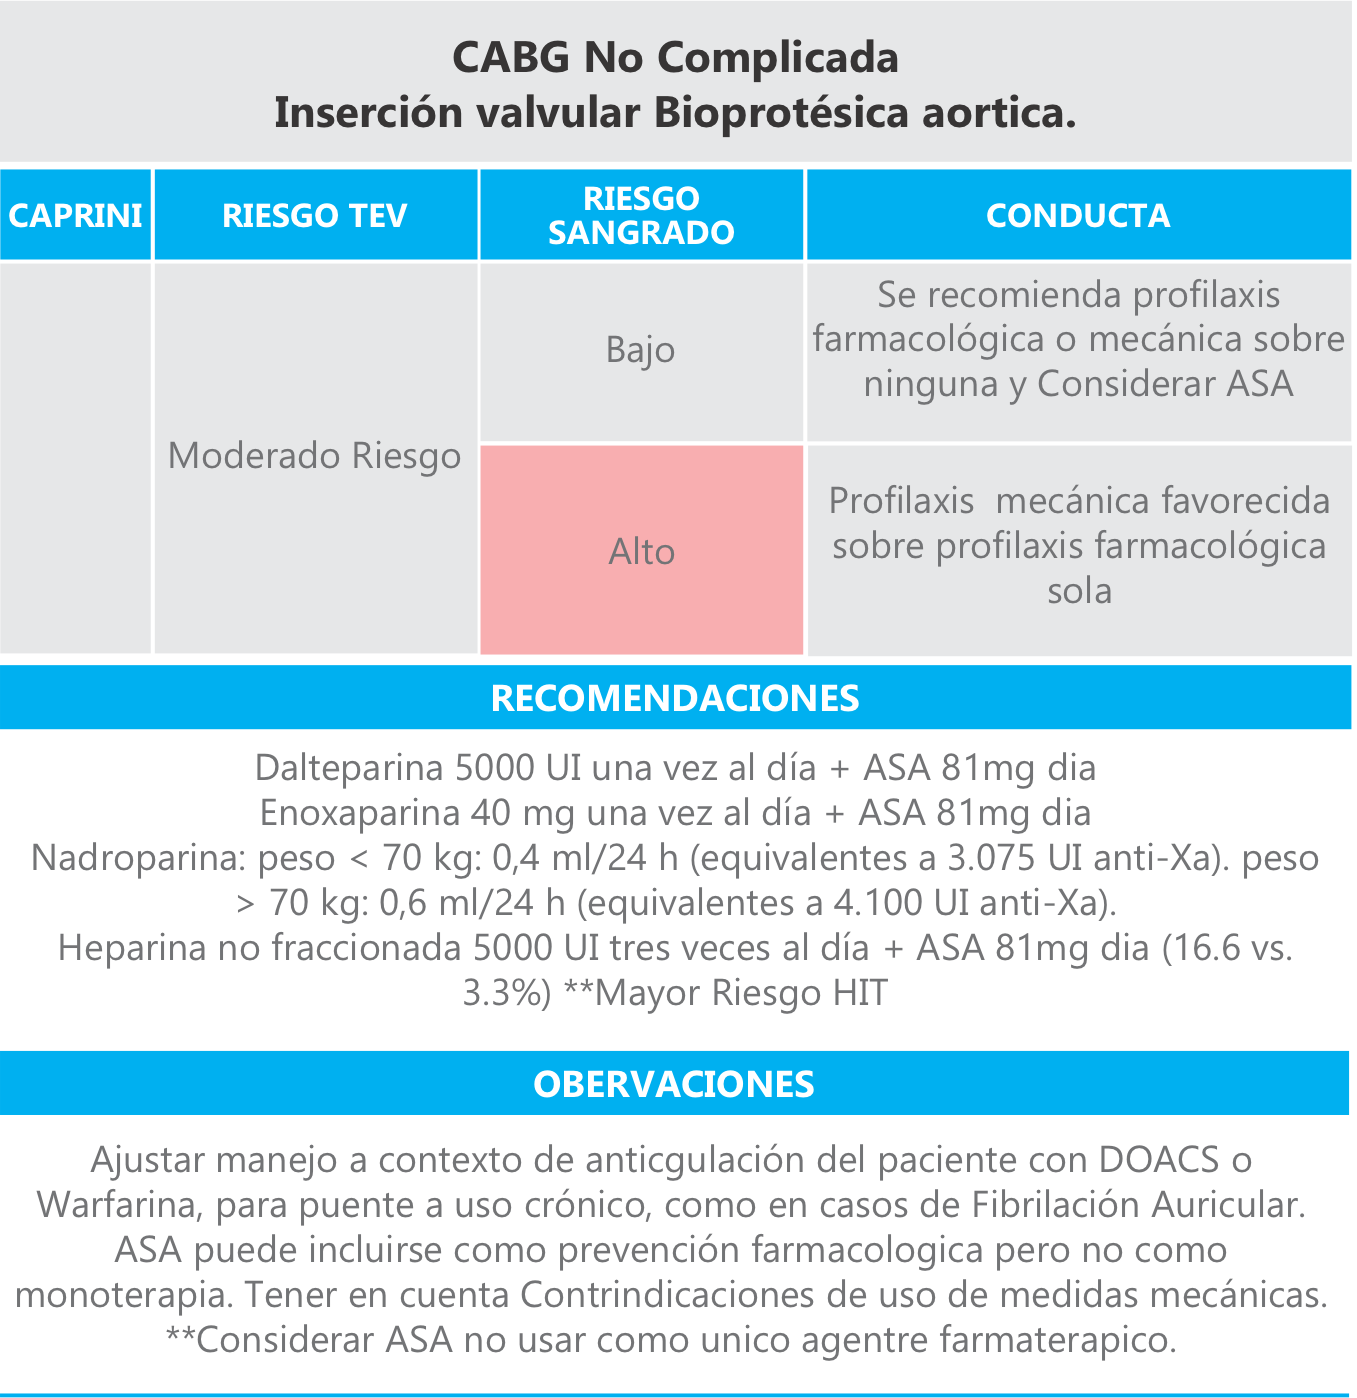 CABG No Complicada
Inserción valvular Bioprotésica aortica.
CAPRINI
RIESGO TEV
RIESGO
SANGRADO
CONDUCTA
Moderado Riesgo
Bajo
Se recomienda profilaxis
farmacológica o mecánica sobre
ninguna y Considerar ASA
Alto
Profilaxis  mecánica favorecida
sobre profilaxis farmacológica
sola
RECOMENDACIONES
Dalteparina 5000 UI una vez al día + ASA 81mg dia
Enoxaparina 40 mg una vez al día + ASA 81mg dia
Nadroparina: peso < 70 kg: 0,4 ml/24 h (equivalentes a 3.075 UI anti-Xa). peso
> 70 kg: 0,6 ml/24 h (equivalentes a 4.100 UI anti-Xa).
Heparina no fraccionada 5000 UI tres veces al día + ASA 81mg dia (16.6 vs.
3.3%) **Mayor Riesgo HIT
OBERVACIONES
Ajustar manejo a contexto de anticgulación del paciente con DOACS o
Warfarina, para puente a uso crónico, como en casos de Fibrilación Auricular.
ASA puede incluirse como prevención farmacologica pero no como
monoterapia. Tener en cuenta Contrindicaciones de uso de medidas mecánicas.
**Considerar ASA no usar como unico agentre farmaterapico.